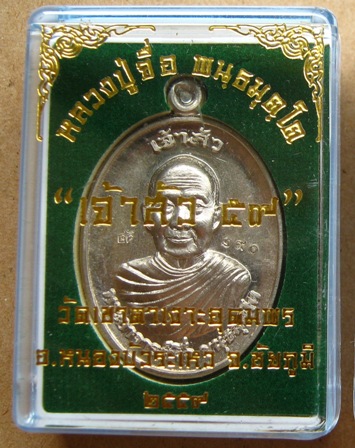 หลวงปู่จื่อ พนฺธมุตฺโต
เจ้าสัว
“เจ้าสัว ๕๙”
วัดเขาตาเงาะอุดมพร
อ.หนองบัวระเหว จ.ชัยภูมิ
๒๕๕๙